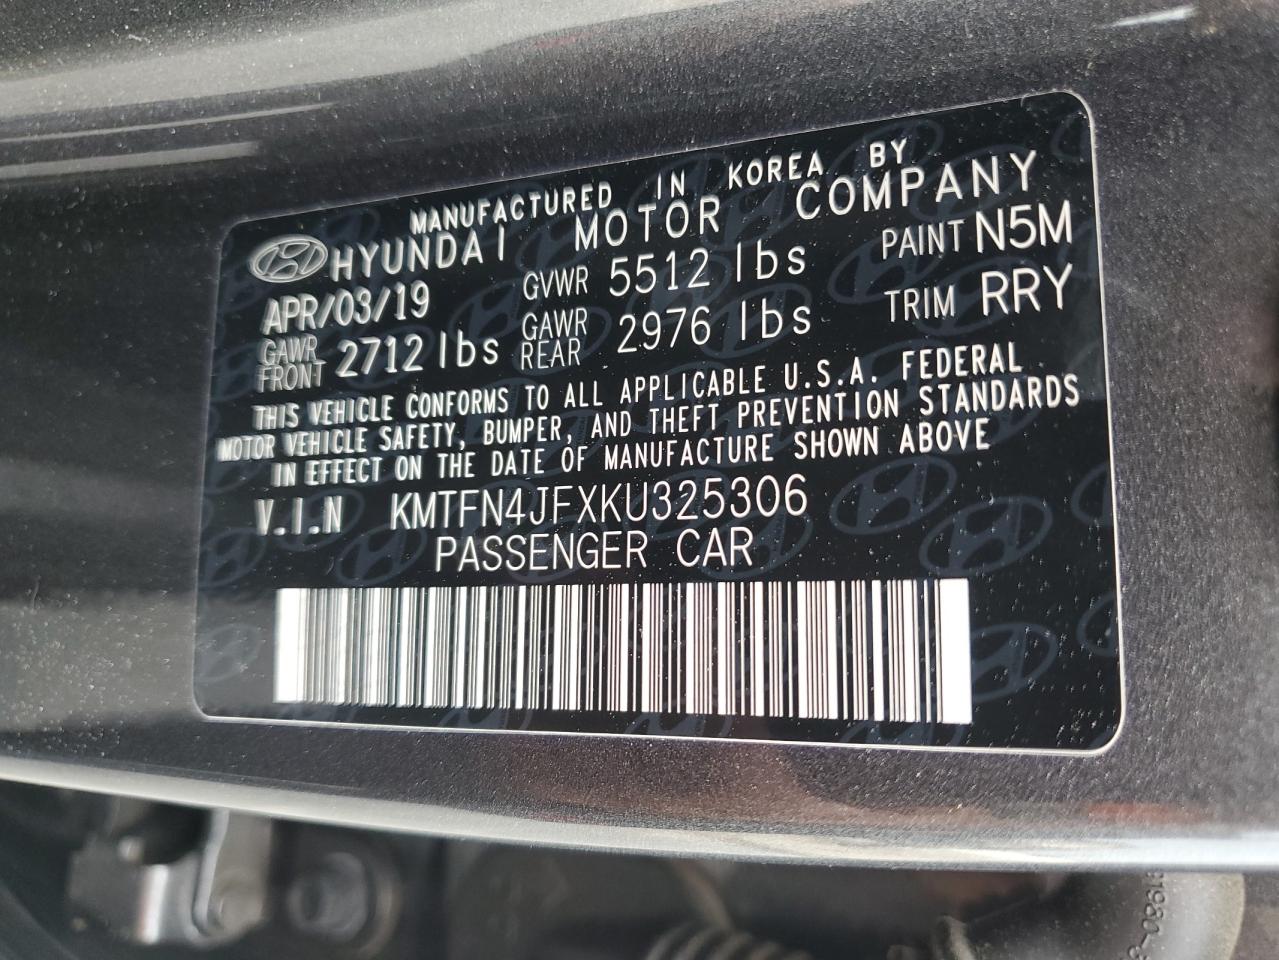 MANUFACTURED IN KOREA BY
HYUNDAI MOTOR COMPANY
APR/03/19 GVWR 5512 lbs PAINT N5M
GAWR FRONT 2712 lbs GAWR REAR 2976 lbs TRIM RRY
THIS VEHICLE CONFORMS TO ALL APPLICABLE U.S.A. FEDERAL
MOTOR VEHICLE SAFETY, BUMPER, AND THEFT PREVENTION STANDARDS
IN EFFECT ON THE DATE OF MANUFACTURE SHOWN ABOVE
V.I.N KMTFN4JFXKU325306
PASSENGER CAR